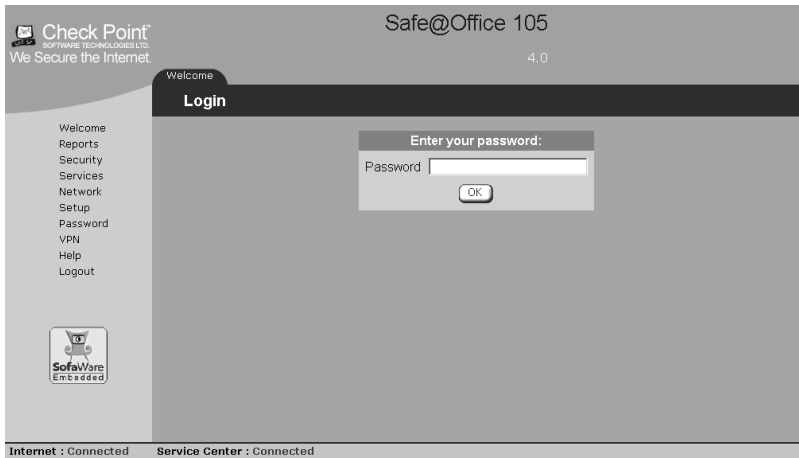 Check Point™
SOFTWARE TECHNOLOGIES LTD.
We Secure the Internet.
Safe@Office 105
4.0
Welcome
Login
Welcome
Reports
Security
Services
Network
Setup
Password
VPN
Help
Logout
Enter your password:
Password
OK
SofaWare
Embedded
Internet : Connected
Service Center : Connected